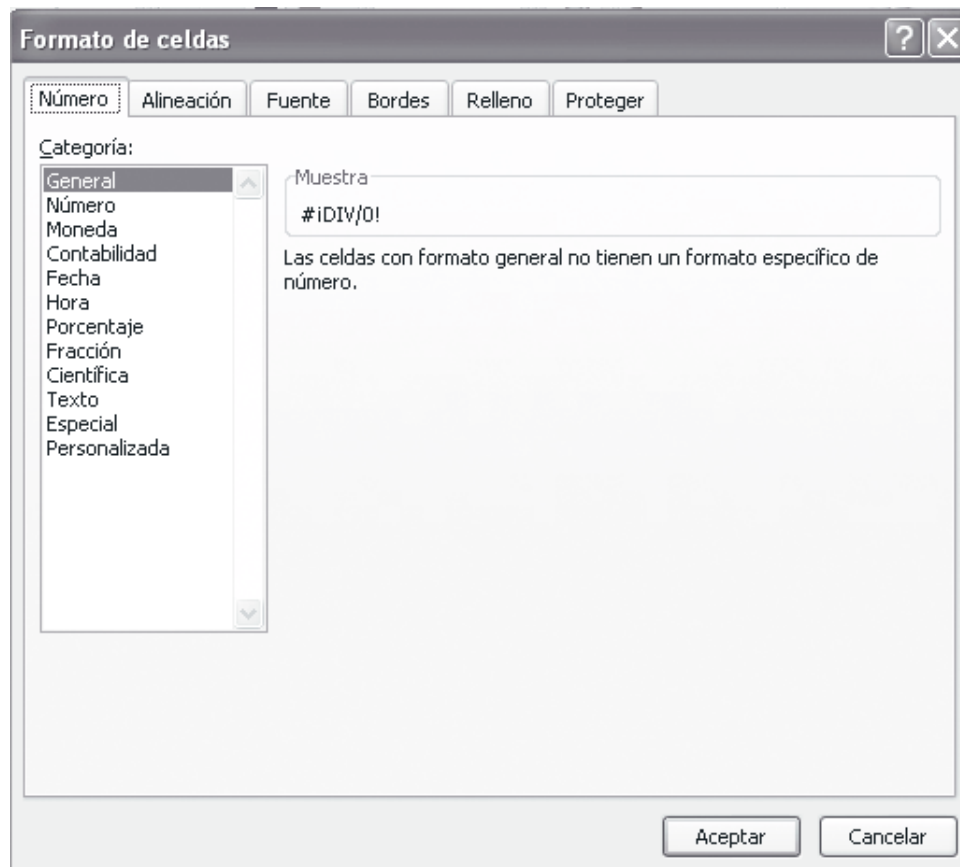 Formato de celdas
Número Alineación Fuente Bordes Relleno Proteger
Categoría:
General
Número
Moneda
Contabilidad
Fecha
Hora
Porcentaje
Fracción
Científica
Texto
Especial
Personalizada
Muestra
#¡DIV/0!
Las celdas con formato general no tienen un formato específico de
número.
Aceptar Cancelar